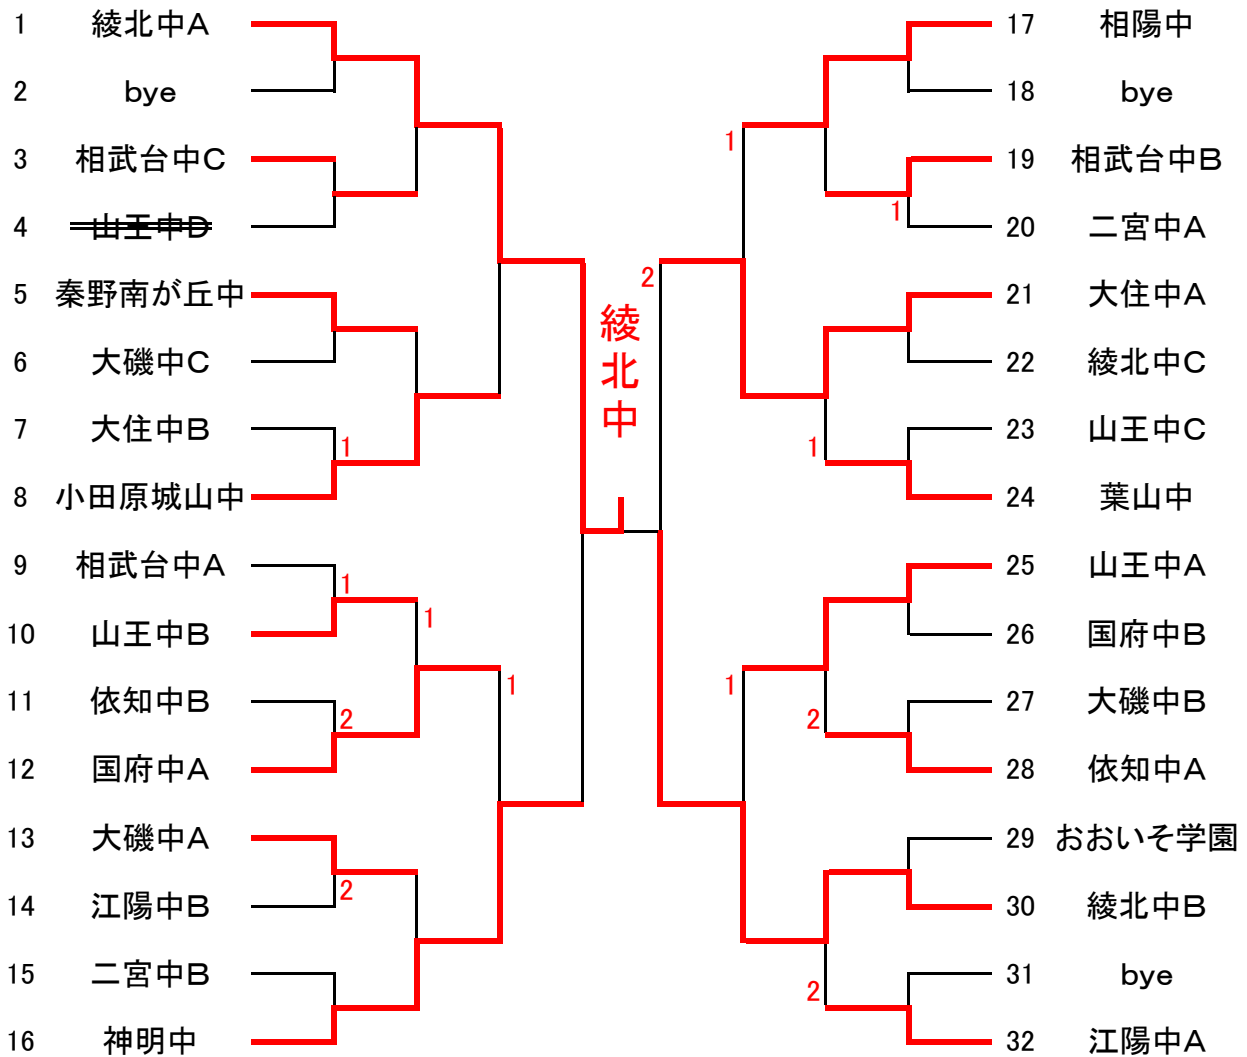 1 綾北中A
2 bye
3 相武台中C
4 山王中D
5 秦野南が丘中
6 大磯中C
7 大住中B
1
8 小田原城山中
9 相武台中A
1
10 山王中B
1
11 依知中B
2
12 国府中A
1
13 大磯中A
14 江陽中B
2
15 二宮中B
16 神明中
綾北中
17 相陽中
18 bye
1
19 相武台中B
20 二宮中A
1
2
21 大住中A
22 綾北中C
23 山王中C
1
24 葉山中
25 山王中A
26 国府中B
1
27 大磯中B
2
28 依知中A
29 おおいそ学園
30 綾北中B
31 bye
2
32 江陽中A